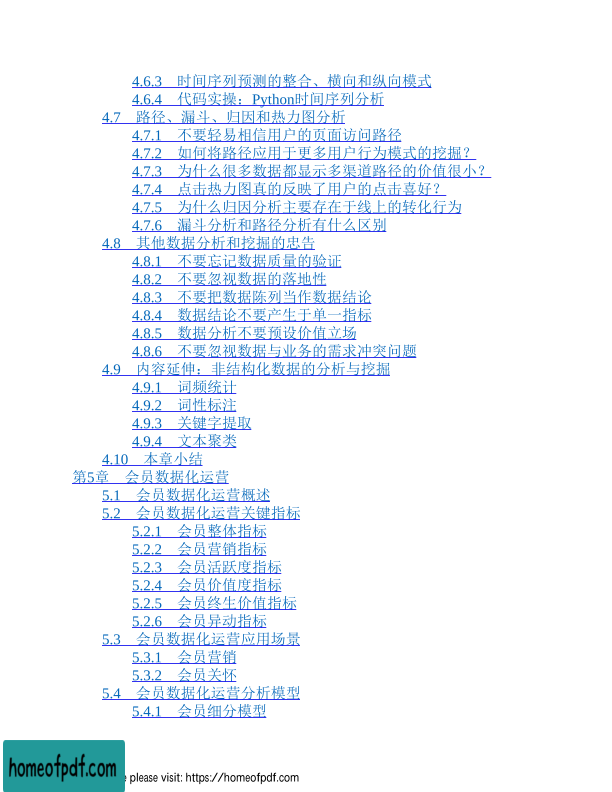 4.6.3　时间序列预测的整合、横向和纵向模式
4.6.4　代码实操：Python时间序列分析
4.7　路径、漏斗、归因和热力图分析
4.7.1　不要轻易相信用户的页面访问路径
4.7.2　如何将路径应用于更多用户行为模式的挖掘？
4.7.3　为什么很多数据都显示多渠道路径的价值很小？
4.7.4　点击热力图真的反映了用户的点击喜好？
4.7.5　为什么归因分析主要存在于线上的转化行为
4.7.6　漏斗分析和路径分析有什么区别
4.8　其他数据分析和挖掘的忠告
4.8.1　不要忘记数据质量的验证
4.8.2　不要忽视数据的落地性
4.8.3　不要把数据陈列当作数据结论
4.8.4　数据结论不要产生于单一指标
4.8.5　数据分析不要预设价值立场
4.8.6　不要忽视数据与业务的需求冲突问题
4.9　内容延伸：非结构化数据的分析与挖掘
4.9.1　词频统计
4.9.2　词性标注
4.9.3　关键字提取
4.9.4　文本聚类
4.10　本章小结
第5章　会员数据化运营
5.1　会员数据化运营概述
5.2　会员数据化运营关键指标
5.2.1　会员整体指标
5.2.2　会员营销指标
5.2.3　会员活跃度指标
5.2.4　会员价值度指标
5.2.5　会员终生价值指标
5.2.6　会员异动指标
5.3　会员数据化运营应用场景
5.3.1　会员营销
5.3.2　会员关怀
5.4　会员数据化运营分析模型
5.4.1　会员细分模型
homeofpdf.com
please visit: https://homeofpdf.com